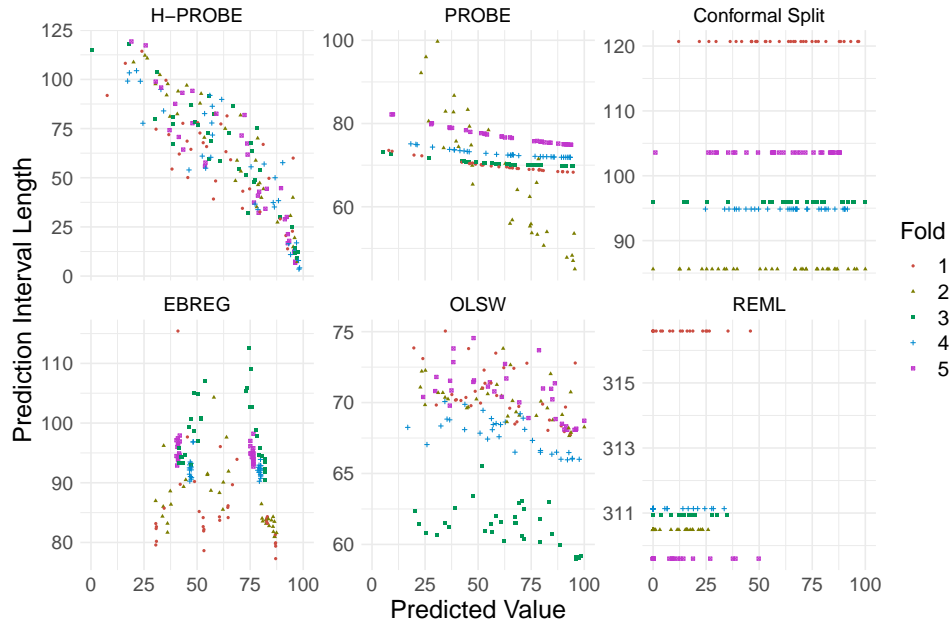 H−PROBE PROBE Conformal Split
125 100 120
100
75 80 110
50 100
25 60 90
0
Prediction Interval Length
Fold
1
2
3
4
5
EBREG OLSW REML
110 75 315
100 70 313
90 65 311
80 60
0 25 50 75 100 0 25 50 75 100 0 25 50 75 100
Predicted Value